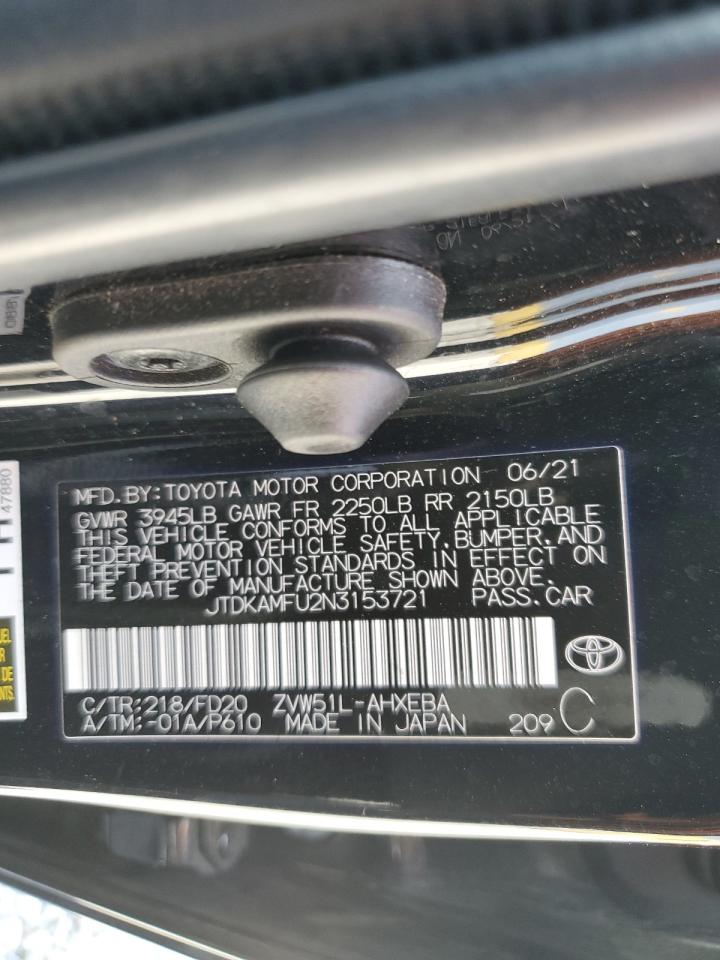 MFD.BY:TOYOTA MOTOR CORPORATION 06/21
GVWR 3945LB GAWR FR 2250LB RR 2150LB
THIS VEHICLE CONFORMS TO ALL APPLICABLE
FEDERAL MOTOR VEHICLE SAFETY,BUMPER,AND
THEFT PREVENTION STANDARDS IN EFFECT ON
THE DATE OF MANUFACTURE SHOWN ABOVE.
JTDKAMFU2N3153721 PASS.CAR
C/TR:218/FD20 ZVW51L-AHXEBA
A/TM:-01A/P610 MADE IN JAPAN 209 C
47880